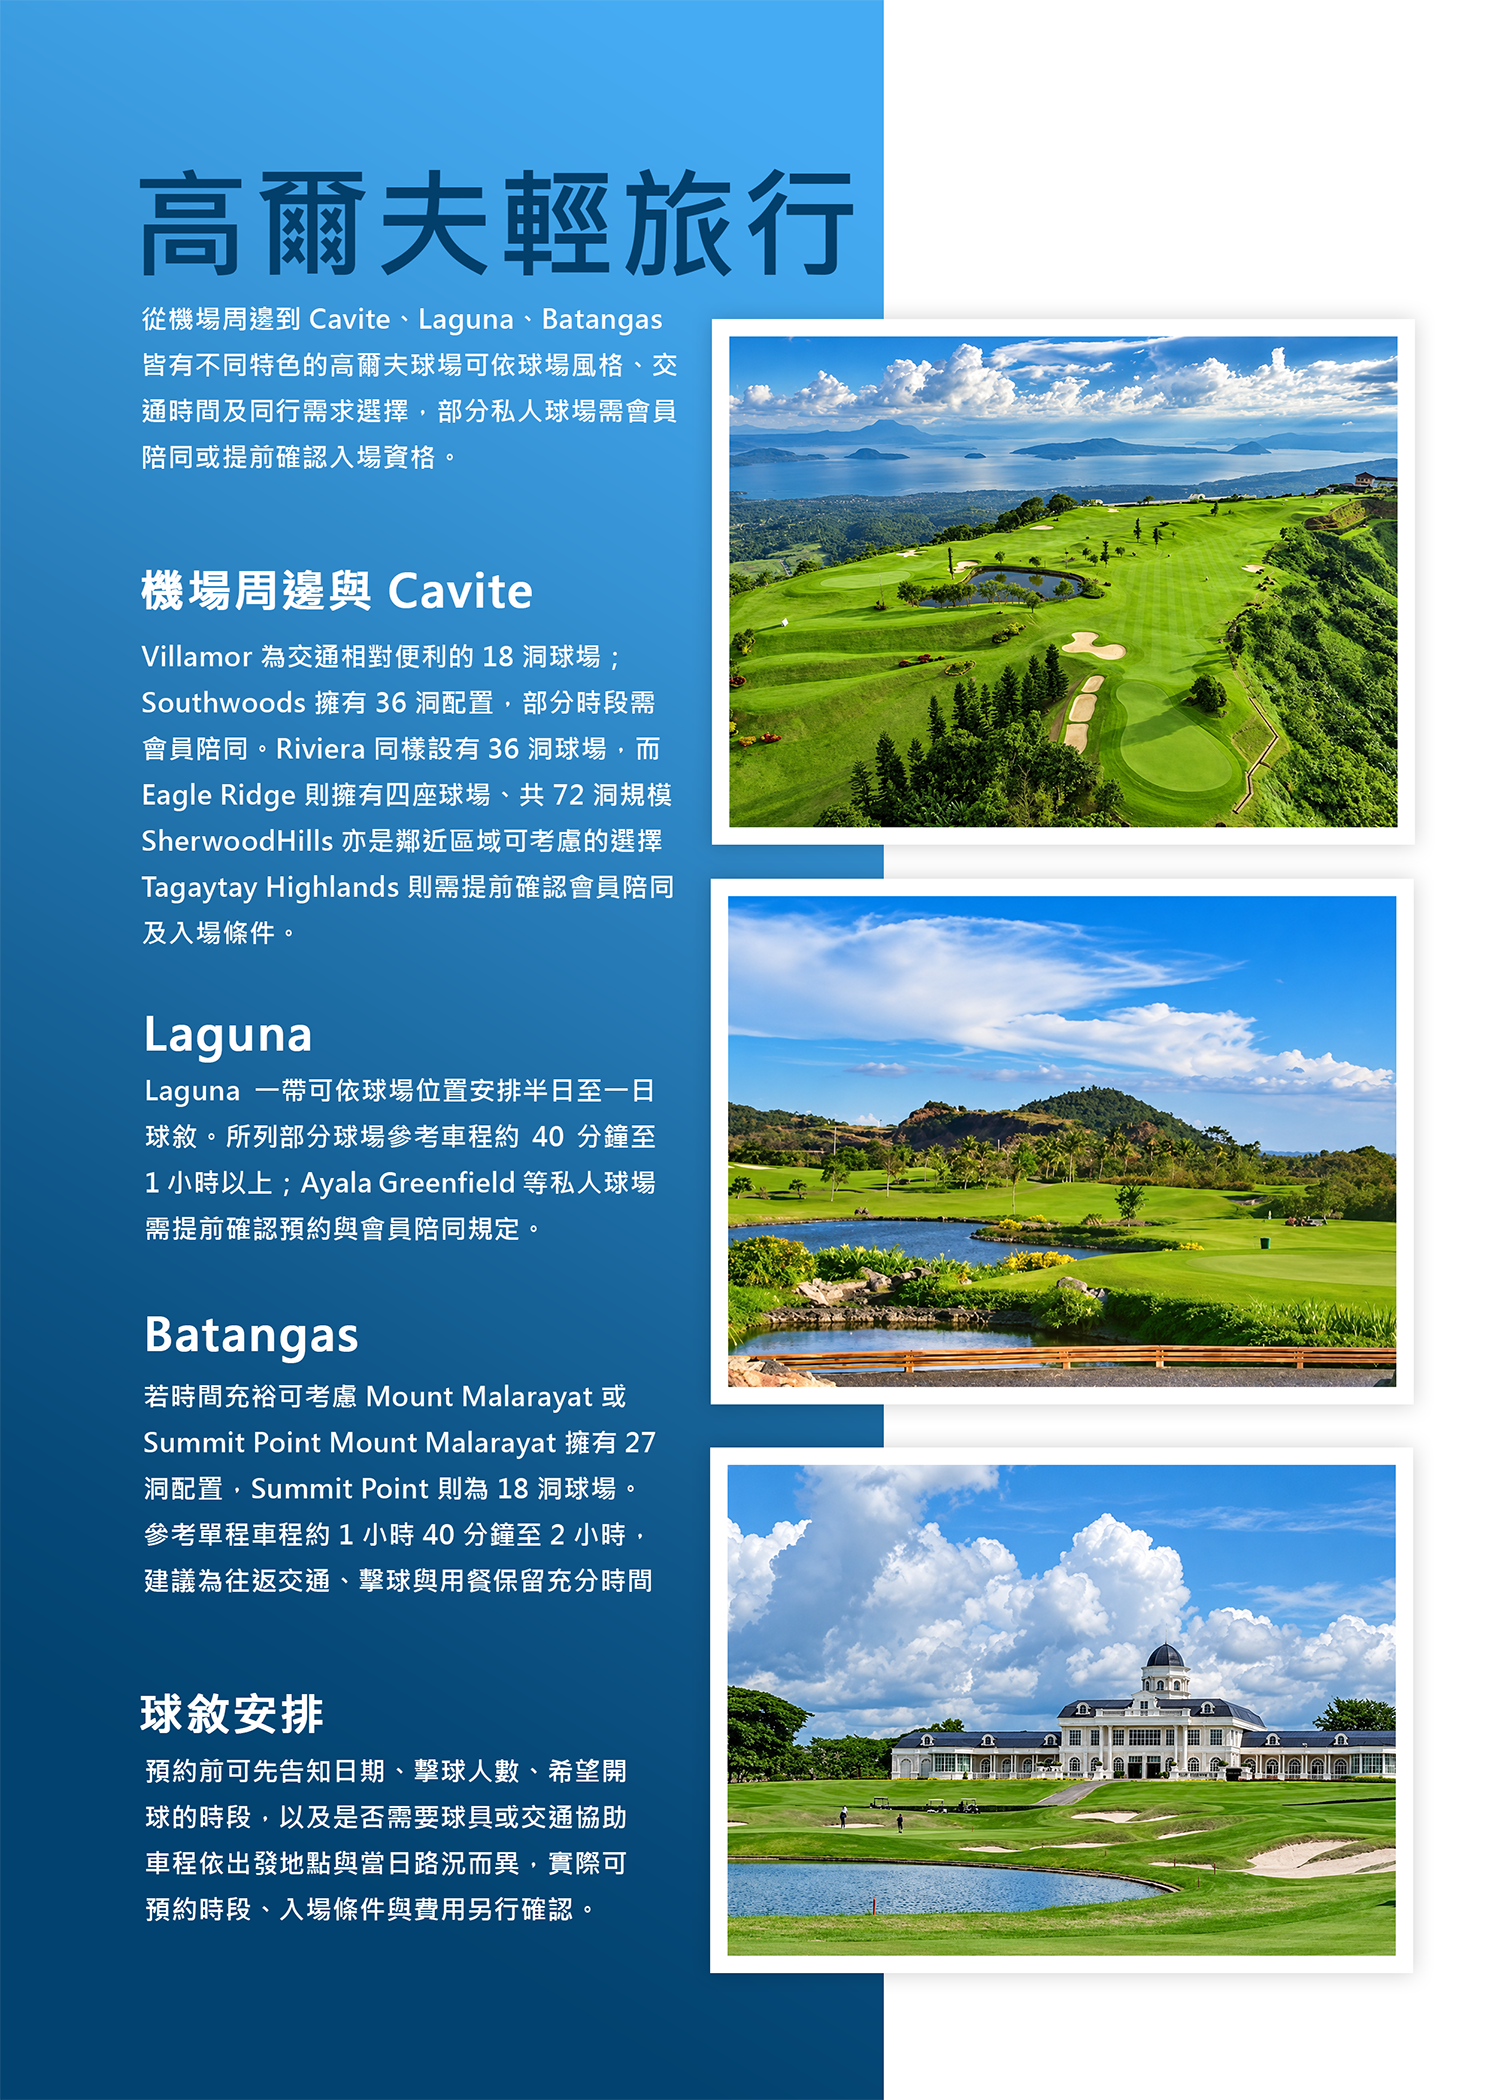 高爾夫輕旅行
從機場周邊到 Cavite、Laguna、Batangas
皆有不同特色的高爾夫球場可依球場風格、交
通時間及同行需求選擇，部分私人球場需會員
陪同或提前確認入場資格。
機場周邊與 Cavite
Villamor 為交通相對便利的 18 洞球場；
Southwoods 擁有 36 洞配置，部分時段需
會員陪同。Riviera 同樣設有 36 洞球場，而
Eagle Ridge 則擁有四座球場、共 72 洞規模
SherwoodHills 亦是鄰近區域可考慮的選擇
Tagaytay Highlands 則需提前確認會員陪同
及入場條件。
Laguna
Laguna 一帶可依球場位置安排半日至一日
球敘。所列部分球場參考車程約 40 分鐘至
1 小時以上；Ayala Greenfield 等私人球場
需提前確認預約與會員陪同規定。
Batangas
若時間充裕可考慮 Mount Malarayat 或
Summit Point Mount Malarayat 擁有 27
洞配置，Summit Point 則為 18 洞球場。
參考單程車程約 1 小時 40 分鐘至 2 小時，
建議為往返交通、擊球與用餐保留充分時間
球敘安排
預約前可先告知日期、擊球人數、希望開
球的時段，以及是否需要球具或交通協助
車程依出發地點與當日路況而異，實際可
預約時段、入場條件與費用另行確認。